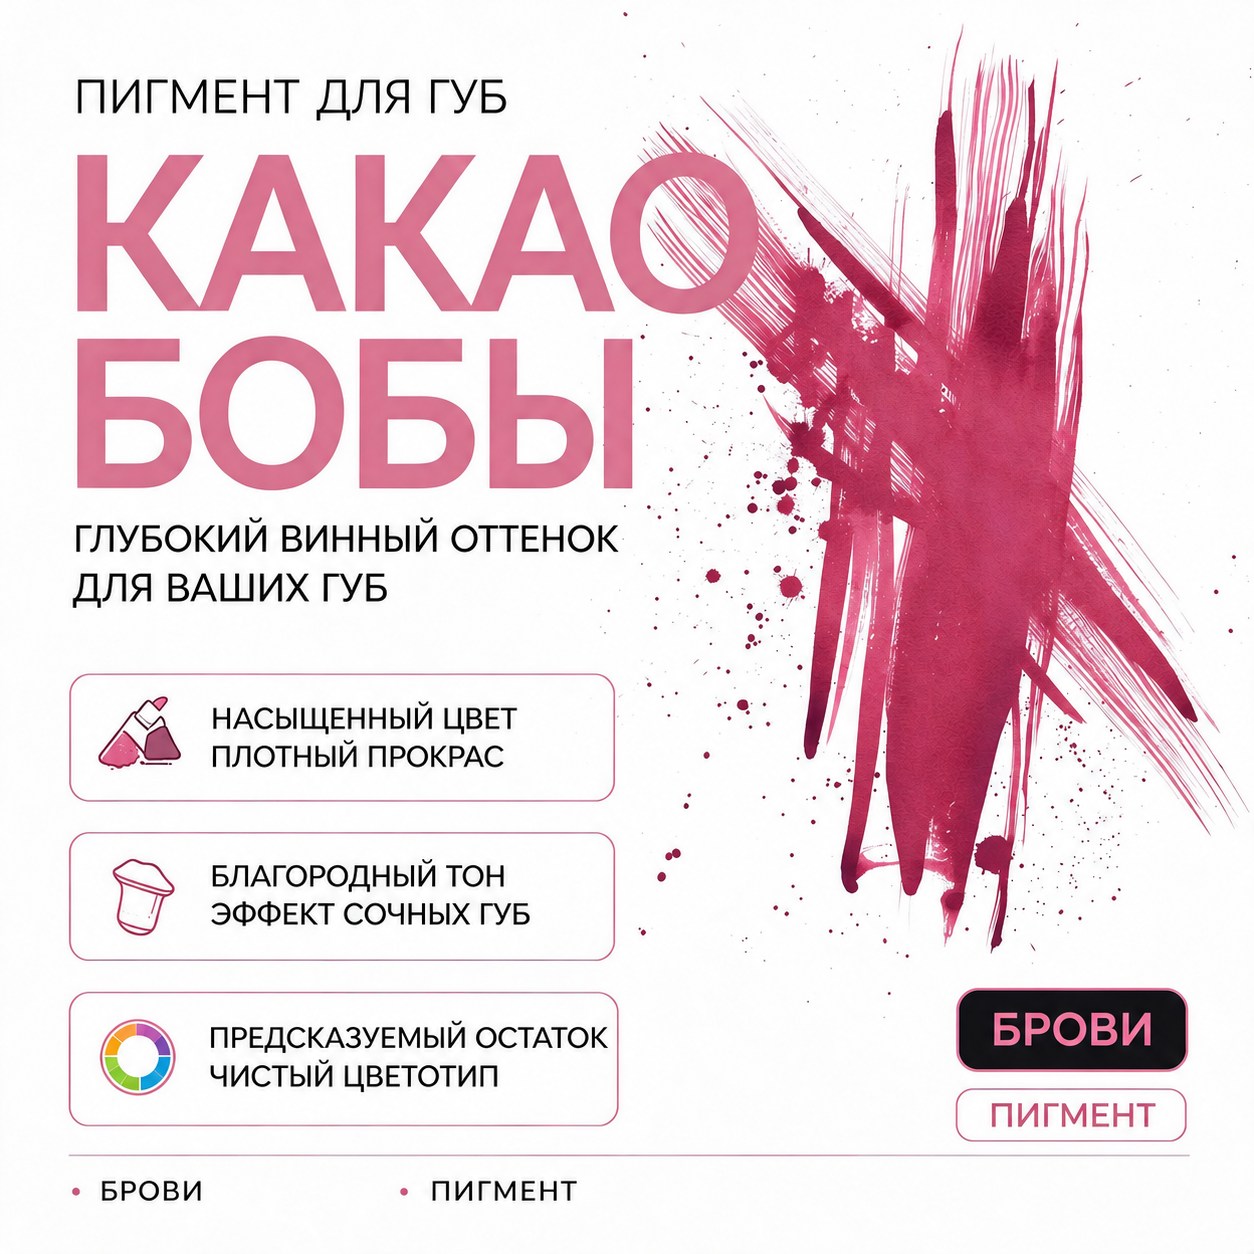 ПИГМЕНТ ДЛЯ ГУБ
КАКАО
БОБЫ
ГЛУБОКИЙ ВИННЫЙ ОТТЕНОК
ДЛЯ ВАШИХ ГУБ
НАСЫЩЕННЫЙ ЦВЕТ
ПЛОТНЫЙ ПРОКРАС
БЛАГОРОДНЫЙ ТОН
ЭФФЕКТ СОЧНЫХ ГУБ
ПРЕДСКАЗУЕМЫЙ ОСТАТОК
ЧИСТЫЙ ЦВЕТОТИП
БРОВИ
ПИГМЕНТ
• БРОВИ
• ПИГМЕНТ